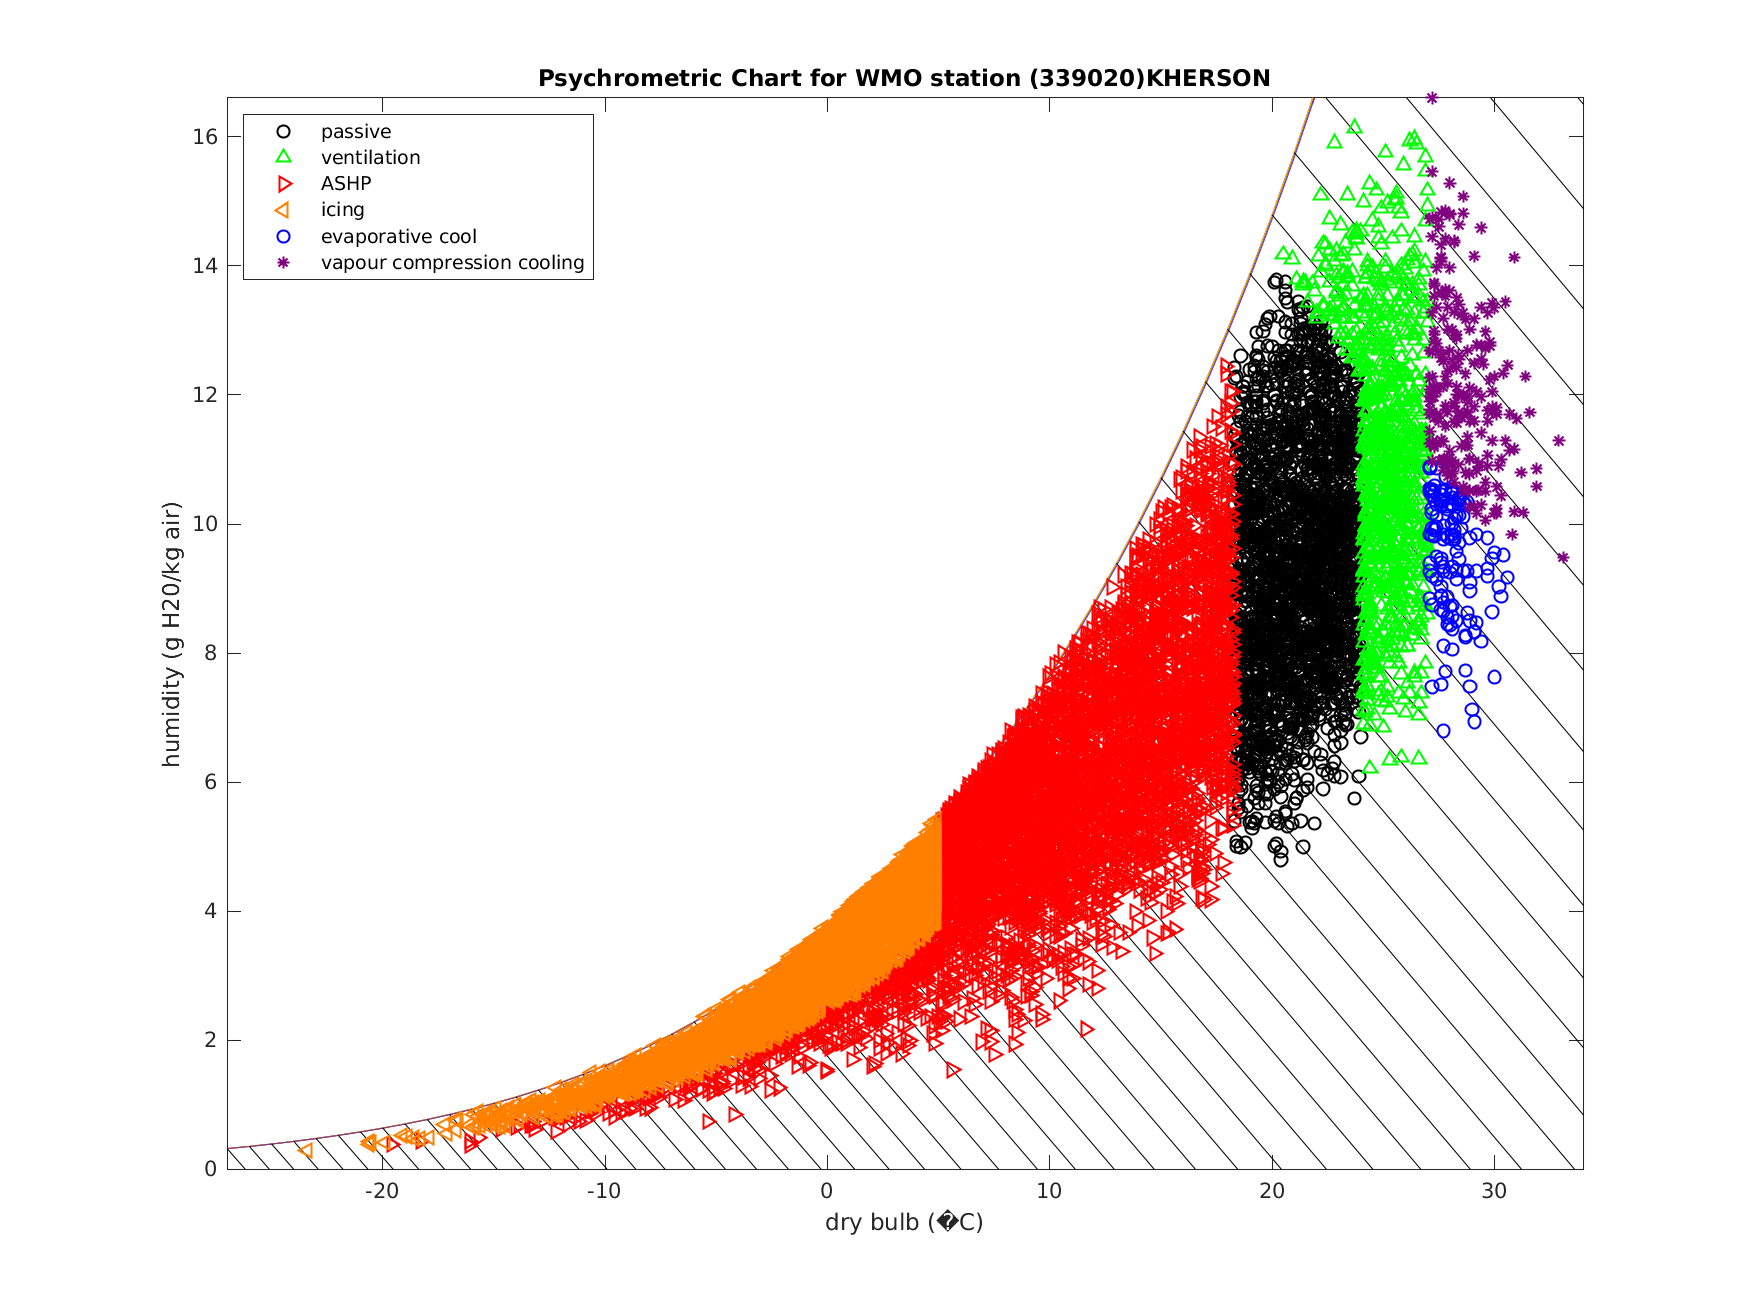 Psychrometric Chart for WMO station (339020)KHERSON
passive
ventilation
ASHP
icing
evaporative cool
vapour compression cooling
humidity (g H20/kg air)
16
14
12
10
8
6
4
2
0
-20
-10
0
10
20
30
dry bulb (�C)